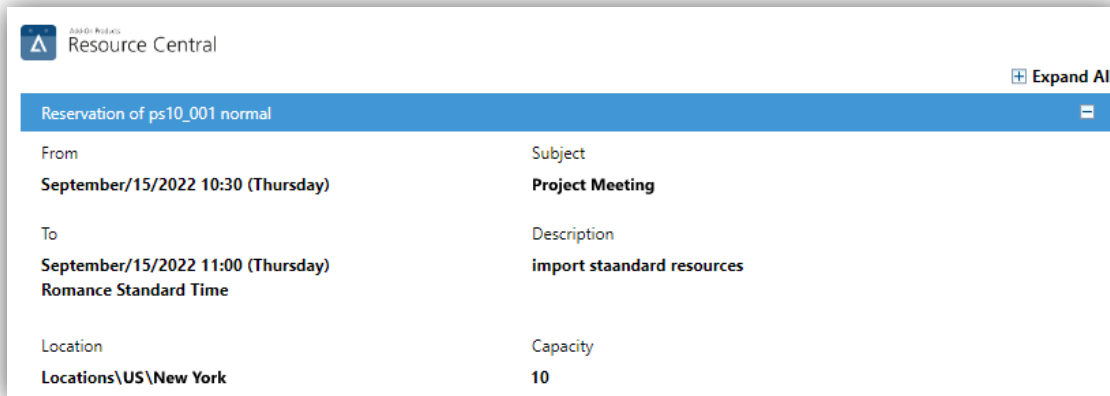 Add-On Products
Resource Central
Expand Al
Reservation of ps10_001 normal
From
Subject
September/15/2022 10:30 (Thursday)
Project Meeting
To
Description
September/15/2022 11:00 (Thursday)
import staandard resources
Romance Standard Time
Location
Capacity
Locations\US\New York
10